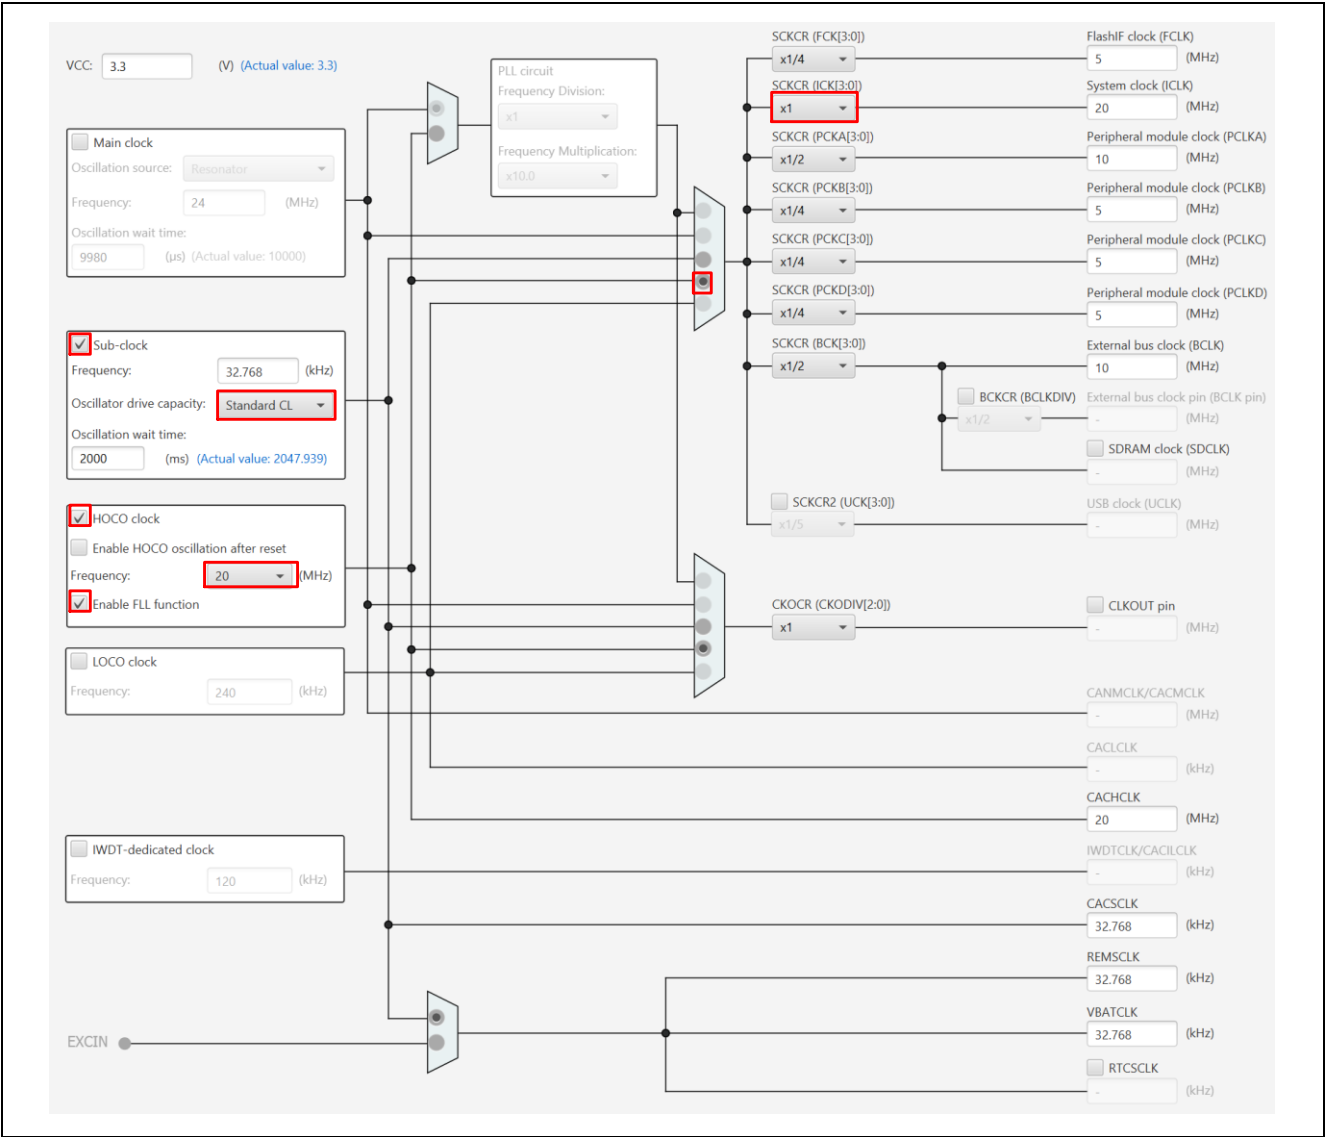 VCC: 3.3 (V) (Actual value: 3.3)
Main clock
Oscillation source: Resonator
Frequency: 24 (MHz)
Oscillation wait time:
9980 (μs) (Actual value: 10000)
Sub-clock
Frequency: 32.768 (kHz)
Oscillator drive capacity: Standard CL
Oscillation wait time:
2000 (ms) (Actual value: 2047.939)
HOCO clock
Enable HOCO oscillation after reset
Frequency: 20 (MHz)
Enable FLL function
LOCO clock
Frequency: 240 (kHz)
IWDT-dedicated clock
Frequency: 120 (kHz)
EXCIN
PLL circuit
Frequency Division:
x1
Frequency Multiplication:
x10.0
SCKCR (FCK[3:0])
x1/4
SCKCR (ICK[3:0])
x1
SCKCR (PCKA[3:0])
x1/2
SCKCR (PCKB[3:0])
x1/4
SCKCR (PCKC[3:0])
x1/4
SCKCR (PCKD[3:0])
x1/4
SCKCR (BCK[3:0])
x1/2
BCKCR (BCLKDIV)
x1/2
SCKCR2 (UCK[3:0])
x1/5
CKOCR (CKODIV[2:0])
x1
FlashIF clock (FCLK)
5 (MHz)
System clock (ICLK)
20 (MHz)
Peripheral module clock (PCLKA)
10 (MHz)
Peripheral module clock (PCLKB)
5 (MHz)
Peripheral module clock (PCLKC)
5 (MHz)
Peripheral module clock (PCLKD)
5 (MHz)
External bus clock (BCLK)
10 (MHz)
External bus clock pin (BCLK pin)
- (MHz)
SDRAM clock (SDCLK)
- (MHz)
USB clock (UCLK)
- (MHz)
CLKOUT pin
- (MHz)
CANMCLK/CACMCLK
- (MHz)
CACLCLK
- (kHz)
CACHCLK
20 (MHz)
IWDTCLK/CACILCLK
- (kHz)
CACSCLK
32.768 (kHz)
REMSCLK
32.768 (kHz)
VBATCLK
32.768 (kHz)
RTCSCLK
- (kHz)